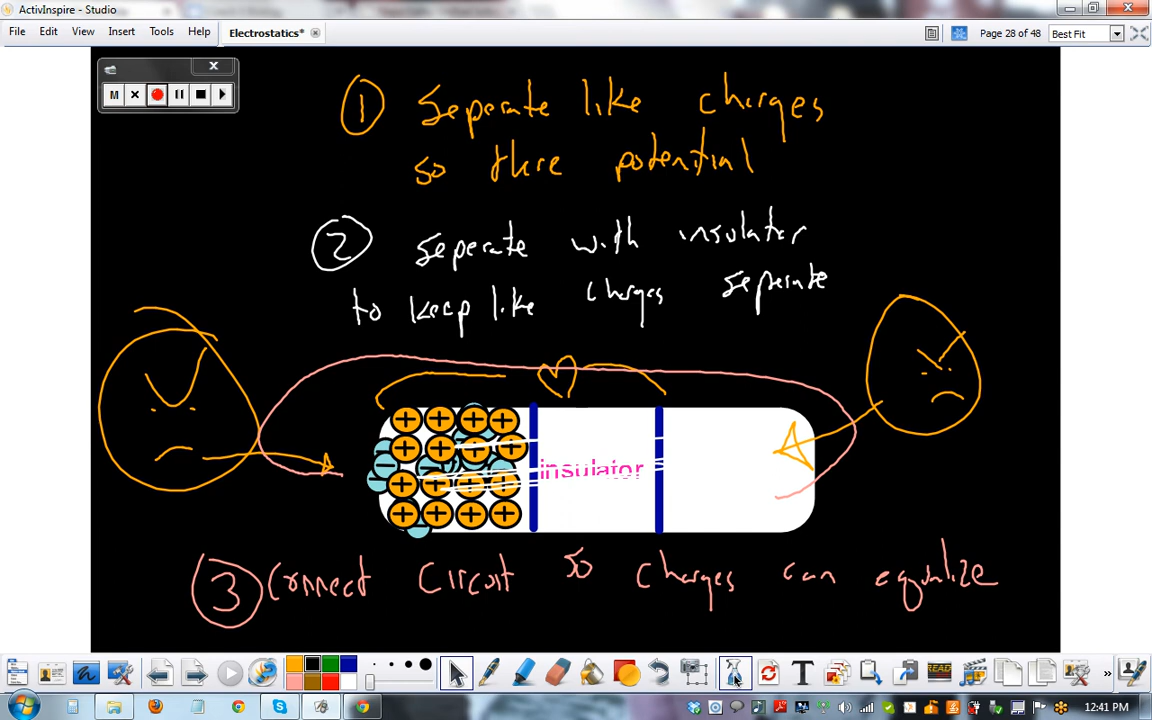 ActivInspire - Studio
File Edit View Insert Tools Help Electrostatics* Page 28 of 48 Best Fit
M
1 Seperate like charges
so there potential
2 Seperate with insulator
to keep like charges seperate
insulator
3 Connect Circuit so charges can equalize
T READ »
12:41 PM